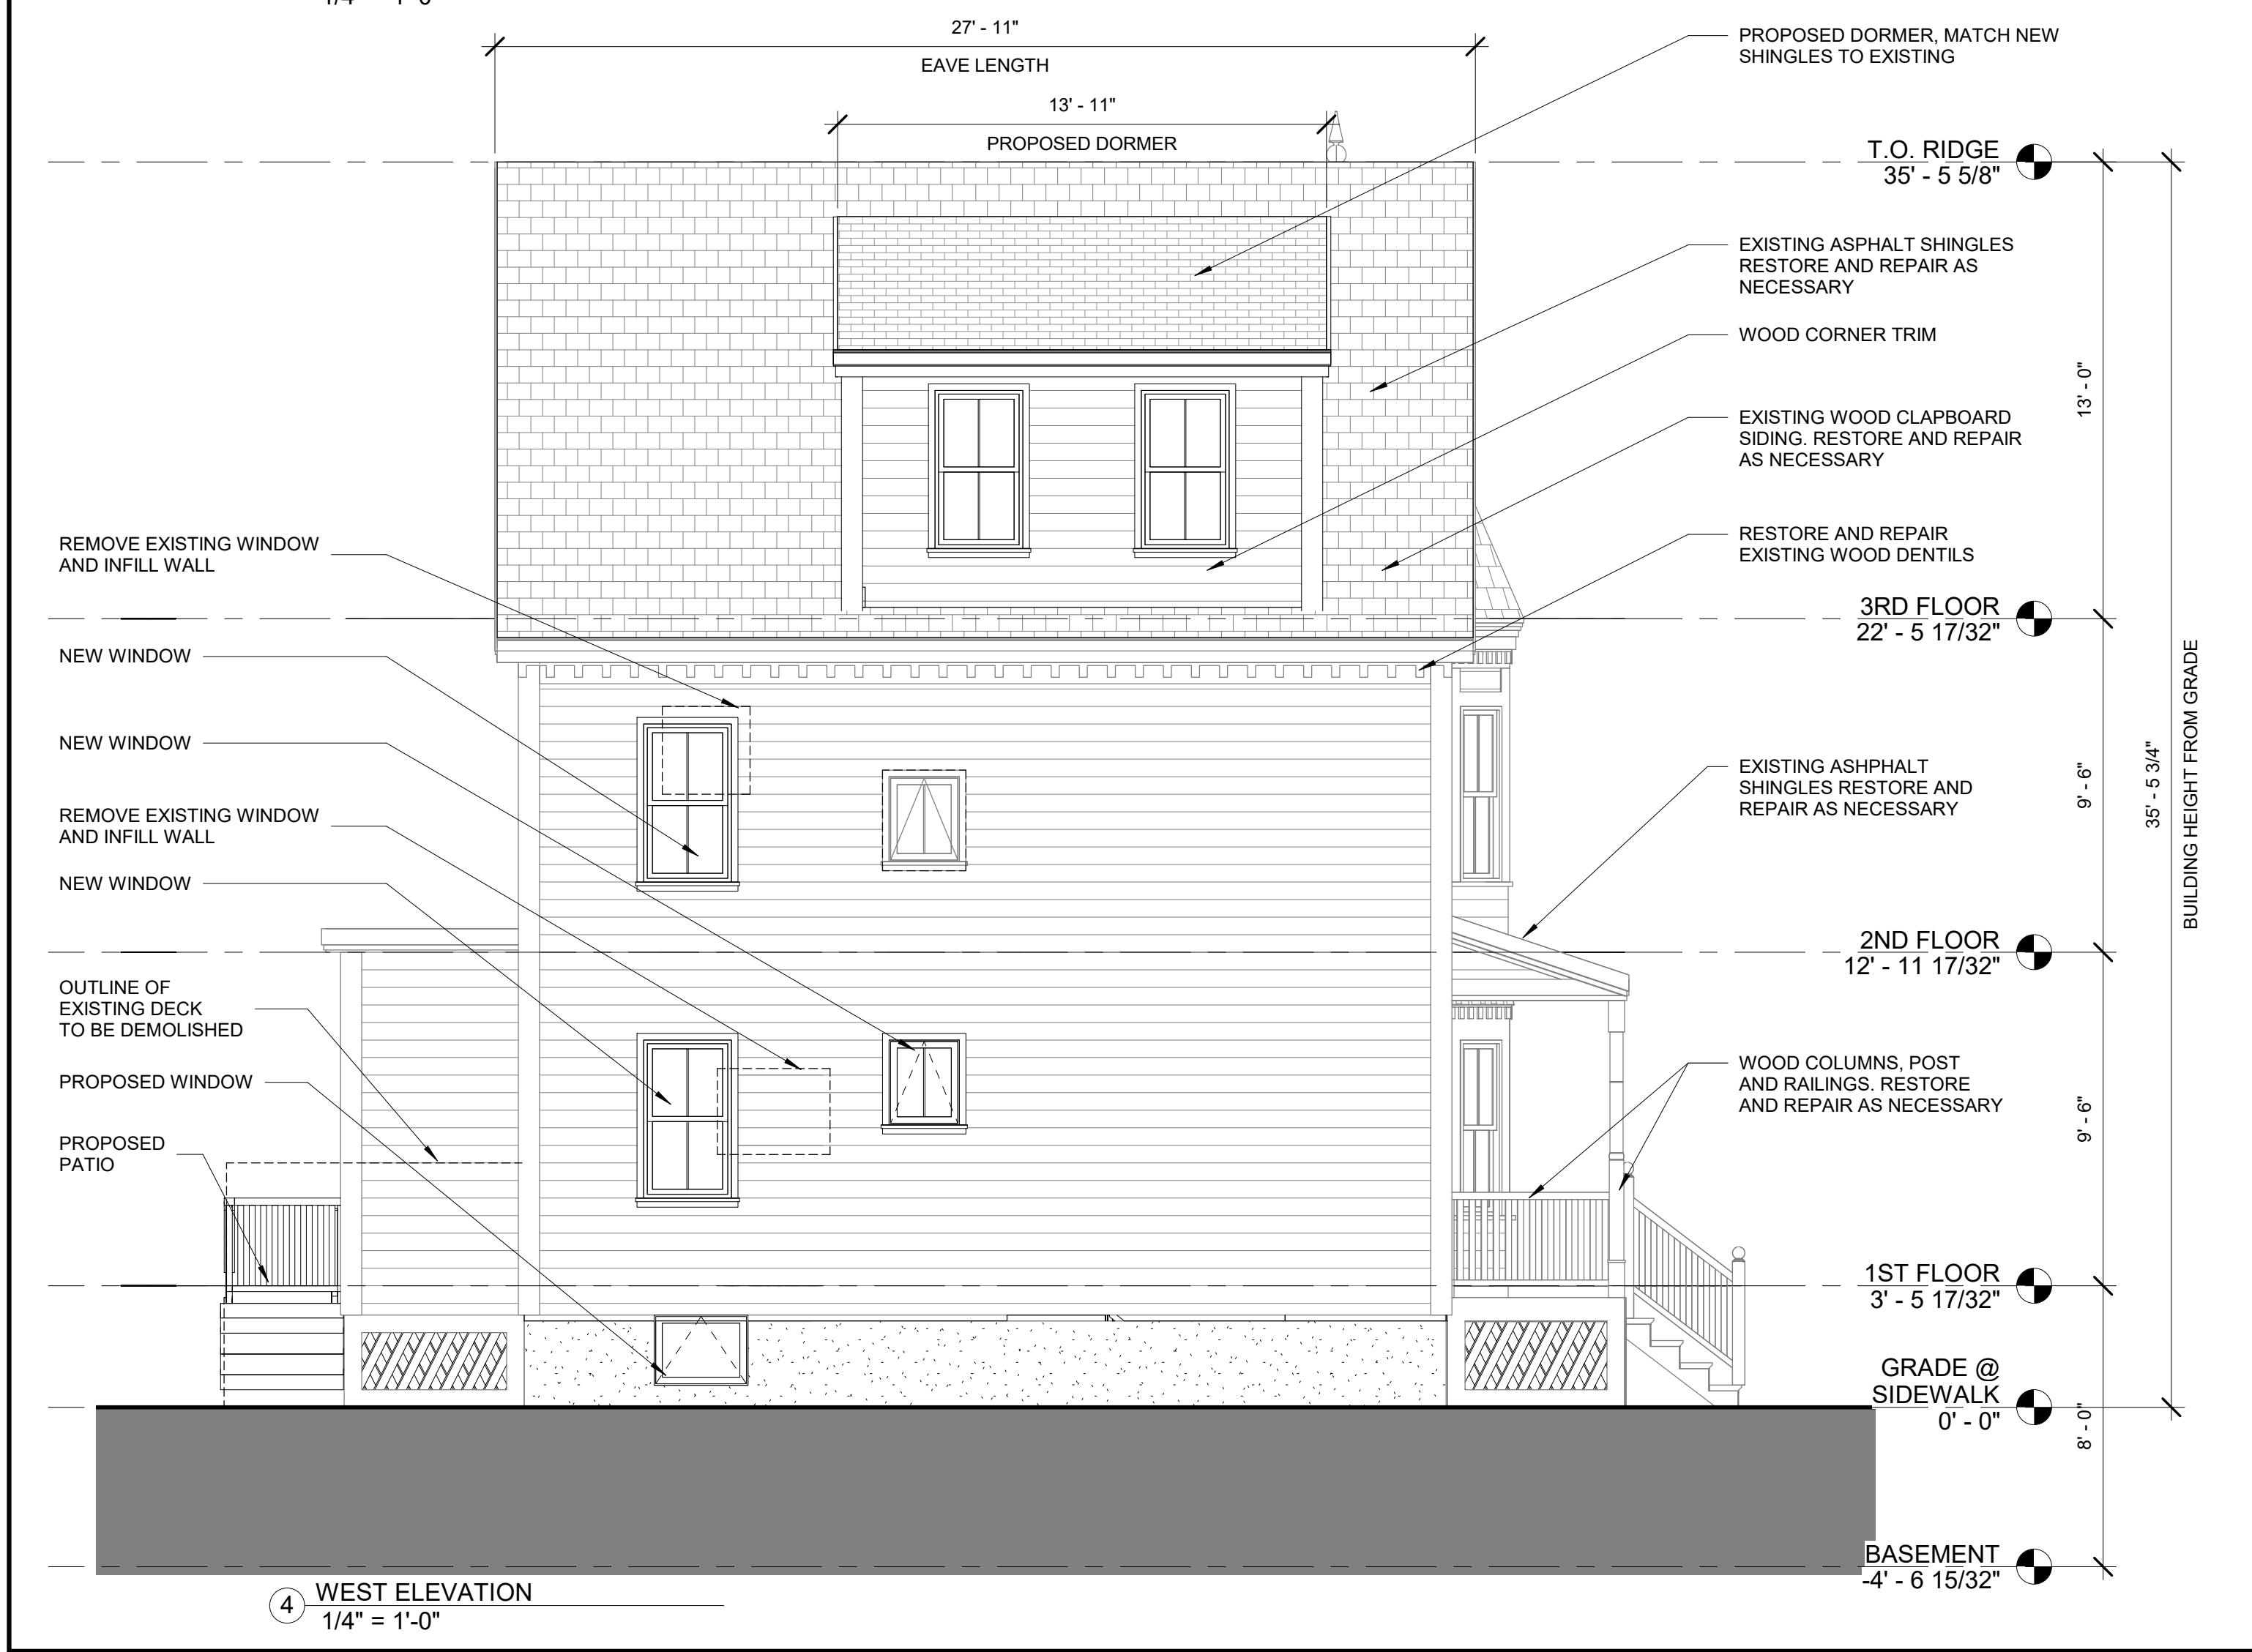 27' - 11"
EAVE LENGTH
13' - 11"
PROPOSED DORMER
PROPOSED DORMER, MATCH NEW
SHINGLES TO EXISTING
T.O. RIDGE
35' - 5 5/8"
EXISTING ASPHALT SHINGLES
RESTORE AND REPAIR AS
NECESSARY
WOOD CORNER TRIM
13' - 0"
EXISTING WOOD CLAPBOARD
SIDING. RESTORE AND REPAIR
AS NECESSARY
RESTORE AND REPAIR
EXISTING WOOD DENTILS
REMOVE EXISTING WINDOW
AND INFILL WALL
3RD FLOOR
22' - 5 17/32"
NEW WINDOW
NEW WINDOW
REMOVE EXISTING WINDOW
AND INFILL WALL
NEW WINDOW
EXISTING ASHPHALT
SHINGLES RESTORE AND
REPAIR AS NECESSARY
9' - 6"
35' - 5 3/4"
BUILDING HEIGHT FROM GRADE
2ND FLOOR
12' - 11 17/32"
OUTLINE OF
EXISTING DECK
TO BE DEMOLISHED
PROPOSED WINDOW
PROPOSED
PATIO
WOOD COLUMNS, POST
AND RAILINGS. RESTORE
AND REPAIR AS NECESSARY
9' - 6"
1ST FLOOR
3' - 5 17/32"
GRADE @
SIDEWALK
0' - 0"
8' - 0"
BASEMENT
-4' - 6 15/32"
4 WEST ELEVATION
1/4" = 1'-0"